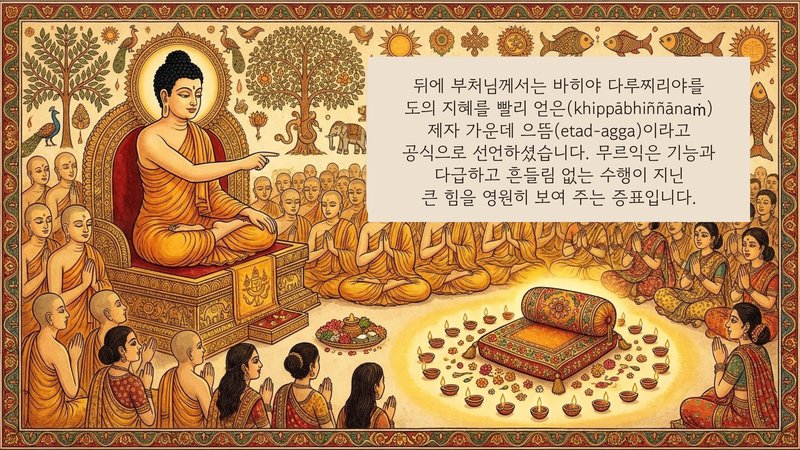 뒤에 부처님께서는 바히야 다루찌리야를
도의 지혜를 빨리 얻은(khippābhiññānaṁ)
제자 가운데 으뜸(etad-agga)이라고
공식으로 선언하셨습니다. 무르익은 기능과
다급하고 흔들림 없는 수행이 지닌
큰 힘을 영원히 보여 주는 증표입니다.